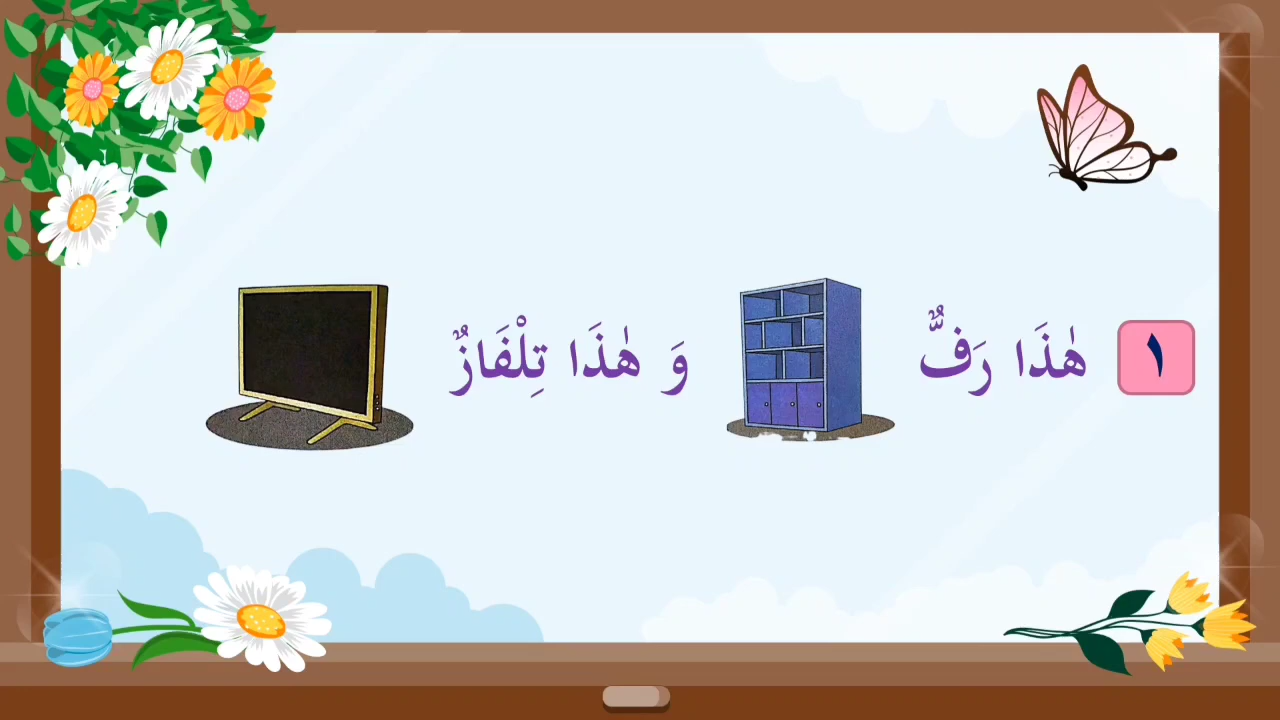 ١ هٰذَا رَفٌّ وَ هٰذَا تِلْفَازٌ